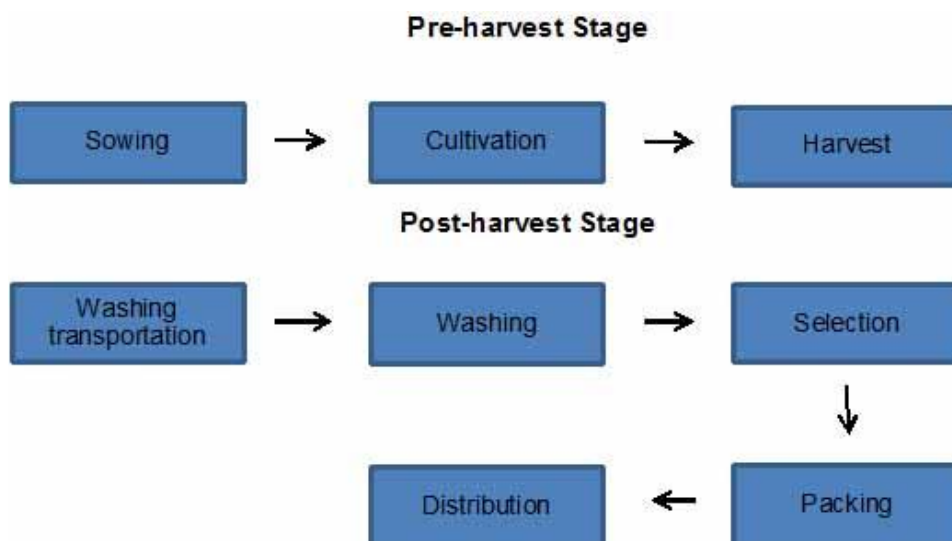 Pre-harvest Stage
Sowing
Cultivation
Harvest
Post-harvest Stage
Washing
transportation
Washing
Selection
Packing
Distribution